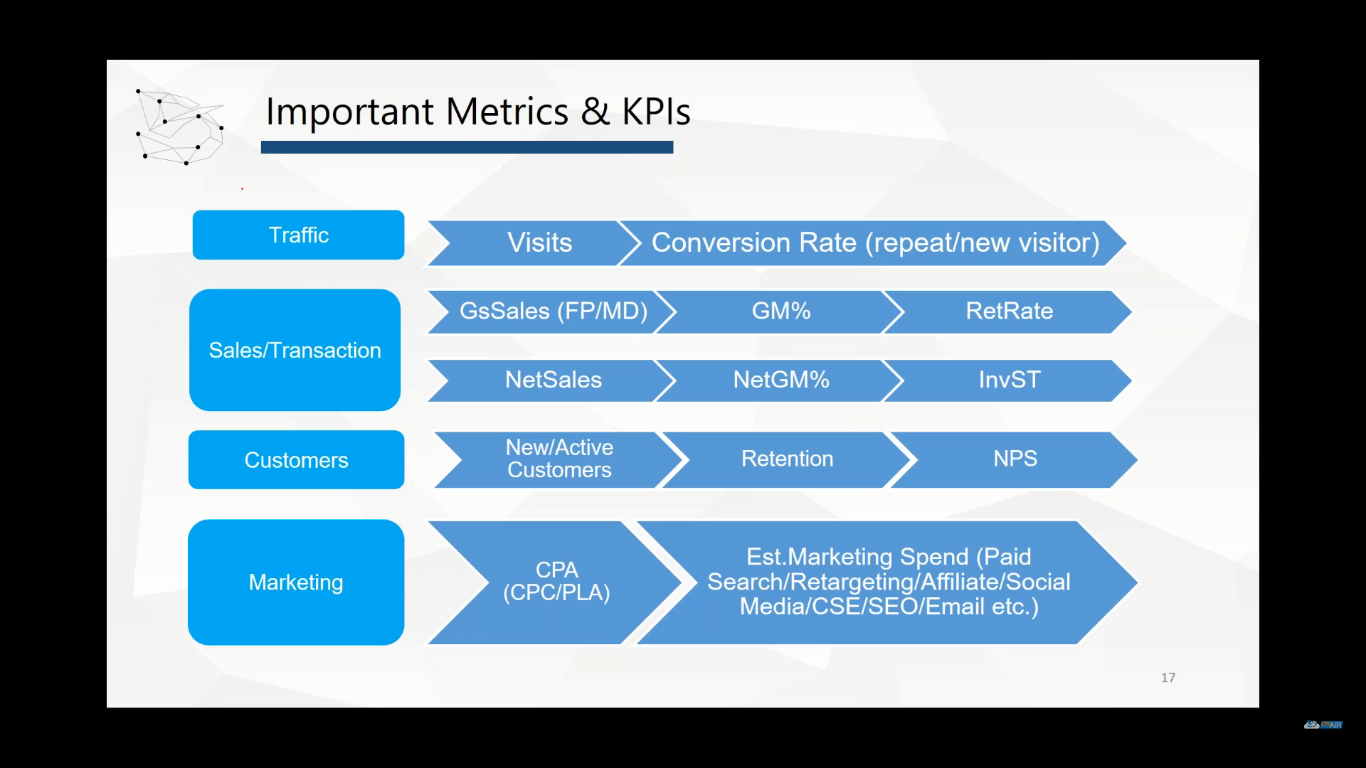 Important Metrics & KPIs
Traffic
Visits
Conversion Rate (repeat/new visitor)
Sales/Transaction
GsSales (FP/MD)
GM%
RetRate
NetSales
NetGM%
InvST
Customers
New/Active
Customers
Retention
NPS
Marketing
CPA
(CPC/PLA)
Est.Marketing Spend (Paid
Search/Retargeting/Affiliate/Social
Media/CSE/SEO/Email etc.)
17